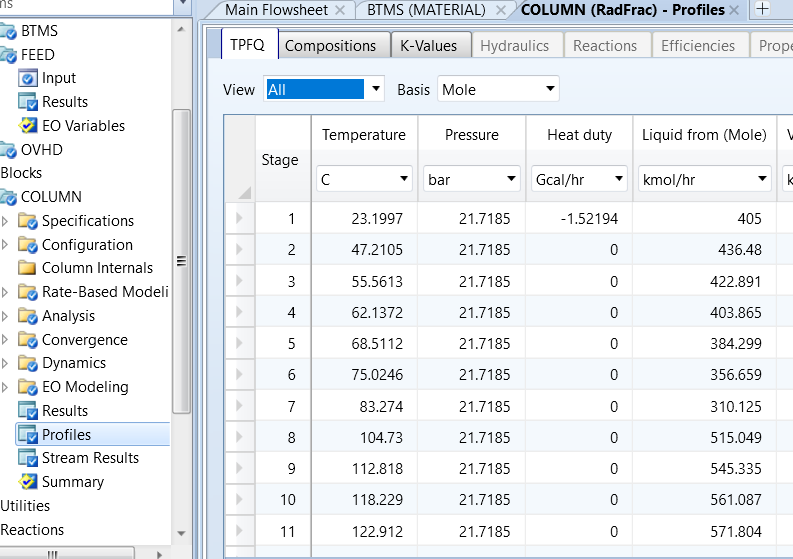 ms
BTMS
FEED
Input
Results
EO Variables
OVHD
Blocks
COLUMN
Specifications
Configuration
Column Internals
Rate-Based Modeli
Analysis
Convergence
Dynamics
EO Modeling
Results
Profiles
Stream Results
Summary
Utilities
Reactions
Main Flowsheet BTMS (MATERIAL) COLUMN (RadFrac) - Profiles
TPFQ Compositions K-Values Hydraulics Reactions Efficiencies Prope
View All Basis Mole
Stage Temperature Pressure Heat duty Liquid from (Mole) V
C bar Gcal/hr kmol/hr k
1 23.1997 21.7185 -1.52194 405
2 47.2105 21.7185 0 436.48
3 55.5613 21.7185 0 422.891
4 62.1372 21.7185 0 403.865
5 68.5112 21.7185 0 384.299
6 75.0246 21.7185 0 356.659
7 83.274 21.7185 0 310.125
8 104.73 21.7185 0 515.049
9 112.818 21.7185 0 545.335
10 118.229 21.7185 0 561.087
11 122.912 21.7185 0 571.804